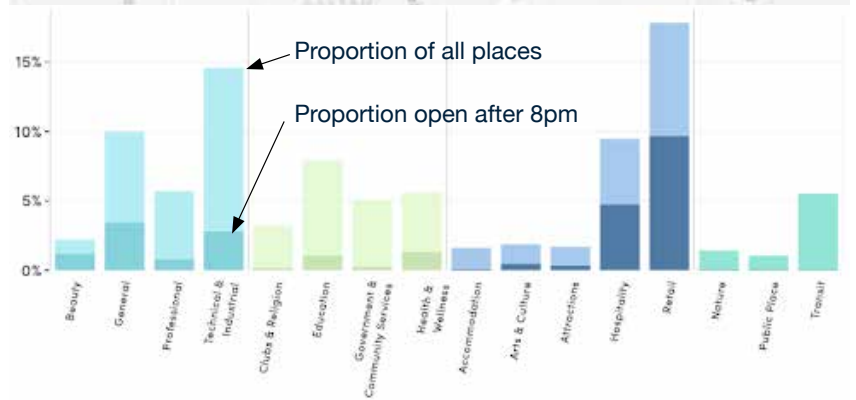 Proportion of all places
Proportion open after 8pm
15%
10%
5%
0%
Beauty
General
Professional
Technical &
Industrial
Clubs & Religion
Education
Government &
Community Services
Health &
Wellness
Accommodation
Arts & Culture
Attractions
Hospitality
Retail
Nature
Public Place
Transit